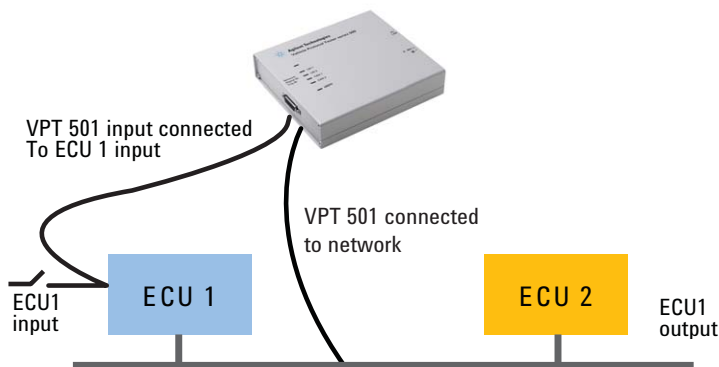 Agilent Technologies
VPT 501 input connected
To ECU 1 input
VPT 501 connected
to network
ECU1
input
ECU 1
ECU 2
ECU1
output